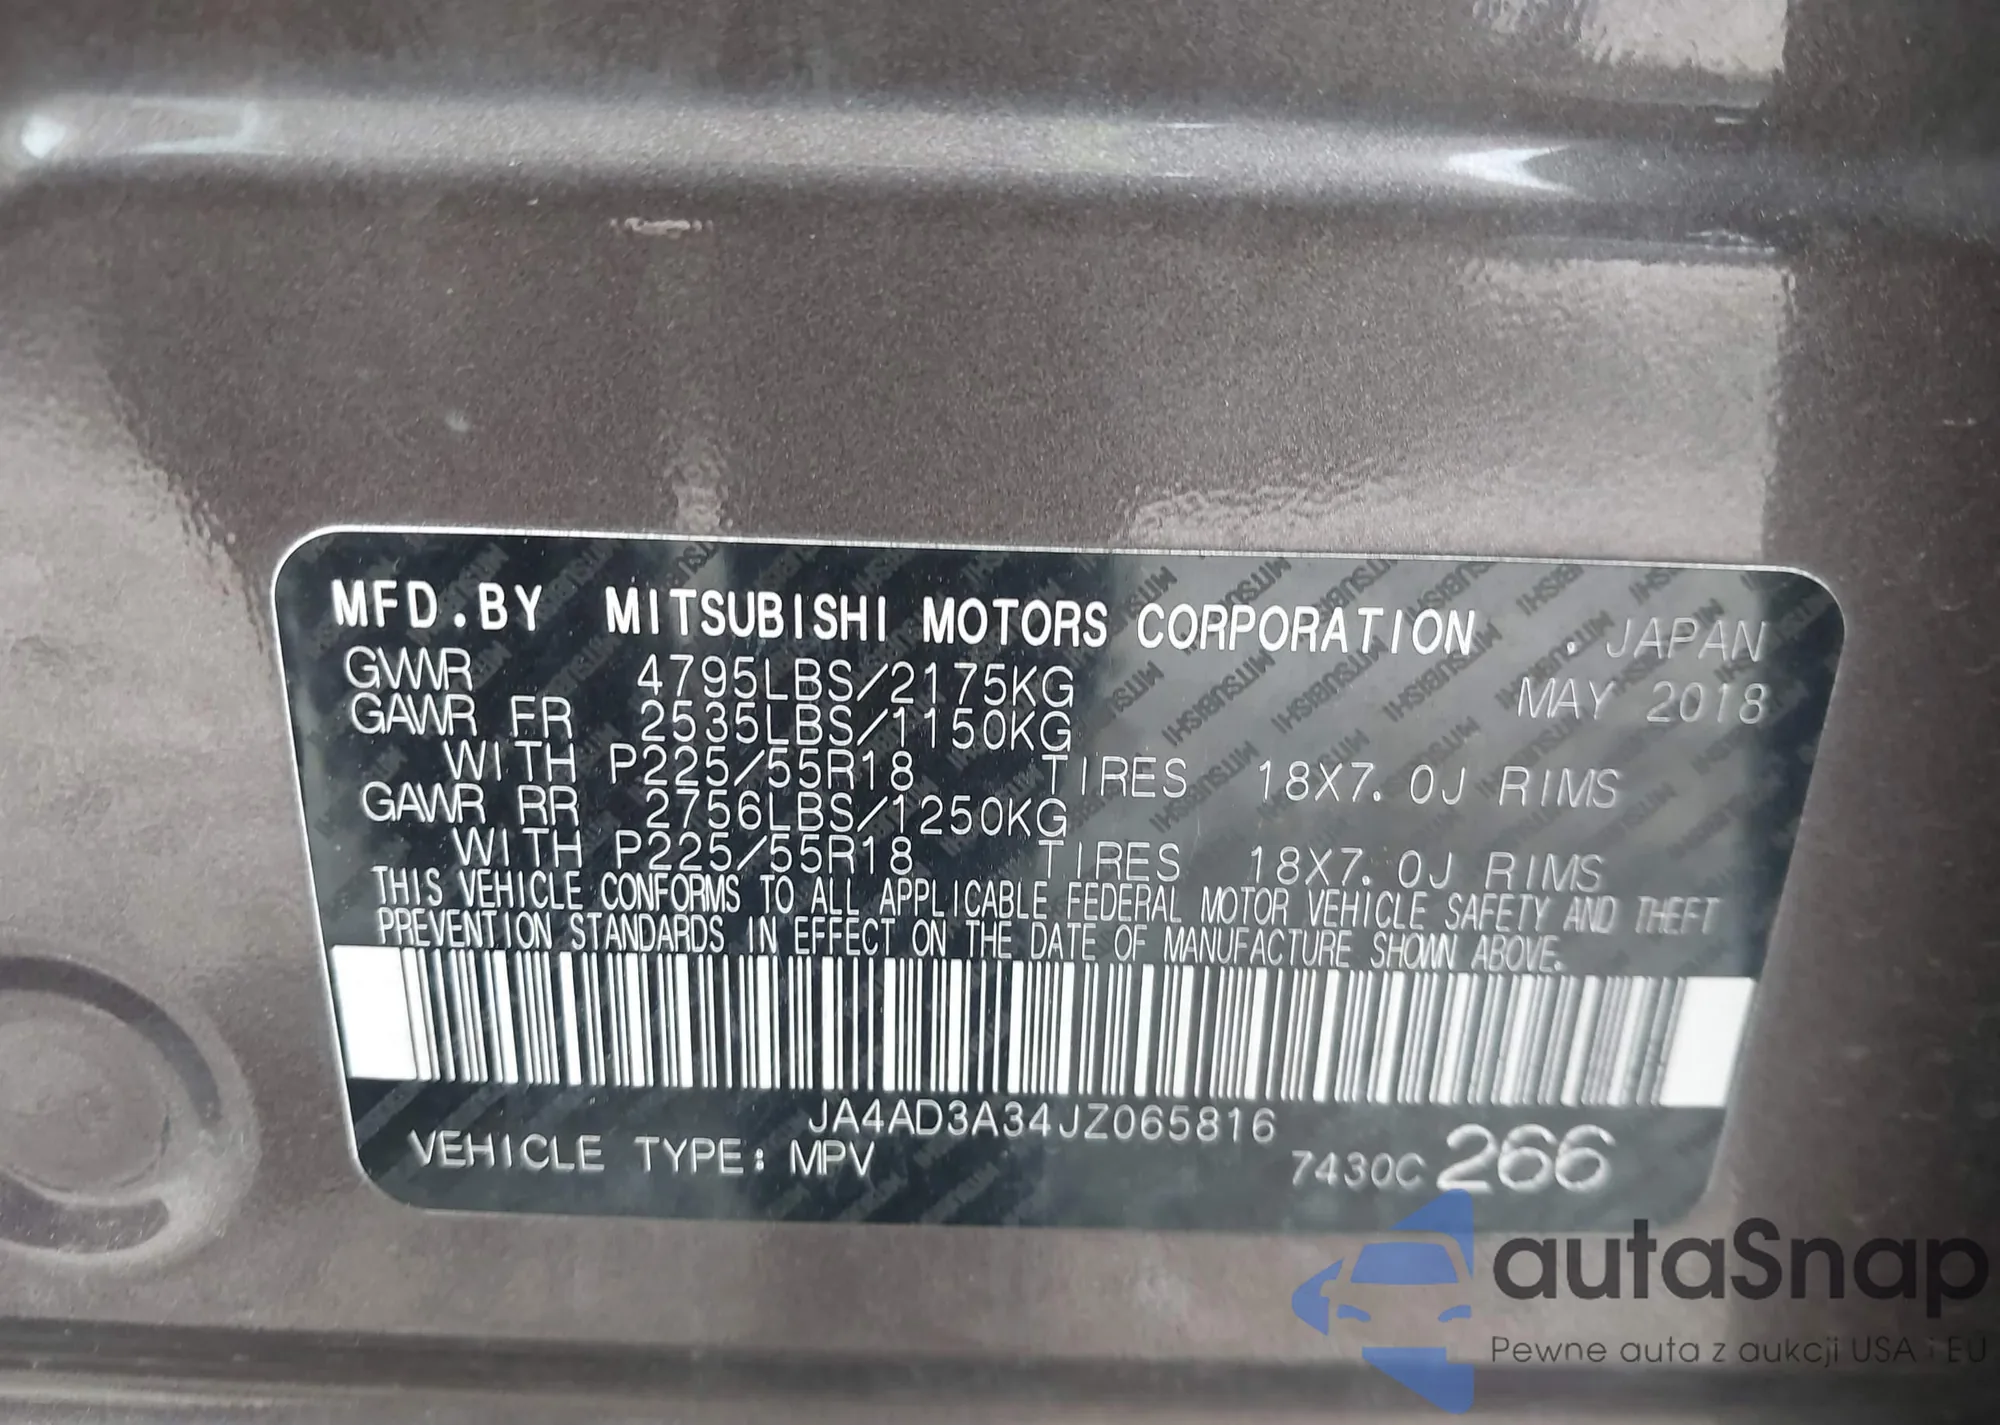 MFD.BY MITSUBISHI MOTORS CORPORATION . JAPAN
GVWR 4795LBS/2175KG MAY 2018
GAWR FR 2535LBS/1150KG
WITH P225/55R18 TIRES 18X7.0J RIMS
GAWR RR 2756LBS/1250KG
WITH P225/55R18 TIRES 18X7.0J RIMS
THIS VEHICLE CONFORMS TO ALL APPLICABLE FEDERAL MOTOR VEHICLE SAFETY AND THEFT
PREVENTION STANDARDS IN EFFECT ON THE DATE OF MANUFACTURE SHOWN ABOVE.
JA4AD3A34JZ065816
VEHICLE TYPE: MPV 7430C 266
autaSnap
Pewne auta z aukcji USA i EU